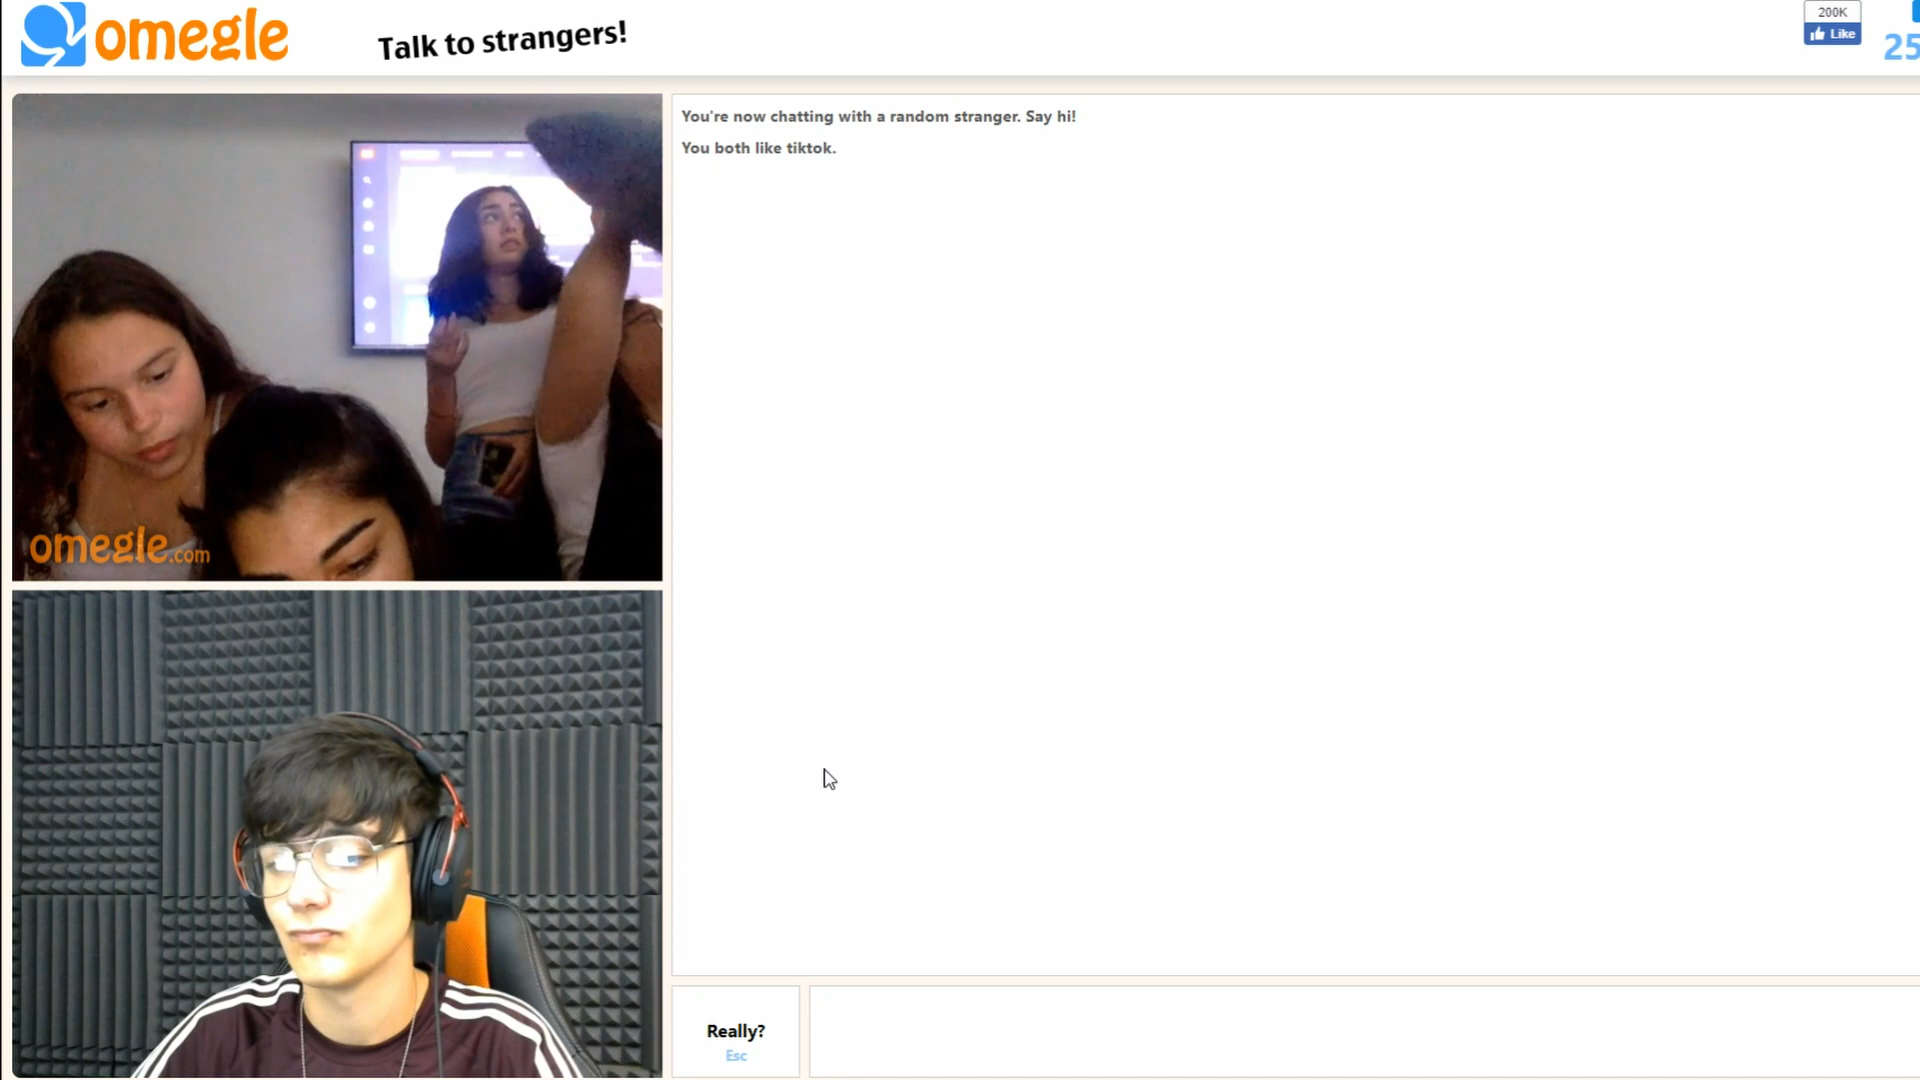 omegle
Talk to strangers!
200K
Like
25
You're now chatting with a random stranger. Say hi!
You both like tiktok.
omegle.com
Really?
Esc